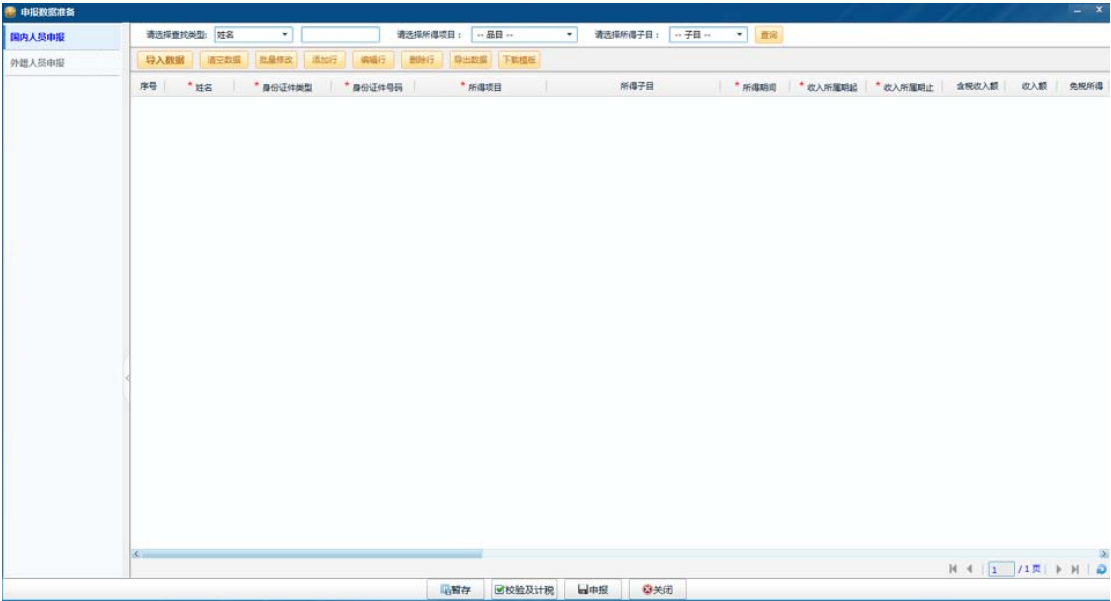 申报数据准备
国内人员申报
外籍人员申报
请选择查找类型: 姓名 请选择所得项目： -- 品目 -- 请选择所得子目： -- 子目 -- 查询
导入数据 清空数据 批量修改 添加行 编辑行 删除行 导出数据 下载模板
序号 * 姓名 * 身份证件类型 * 身份证件号码 * 所得项目 所得子目 * 所得期间 * 收入所属期起 * 收入所属期止 含税收入额 收入额 免税所得
1 /1页
暂存 校验及计税 申报 关闭